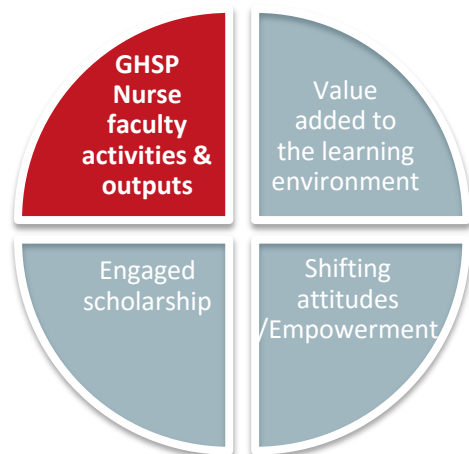 GHSP
Nurse
faculty
activities &
outputs
Value
added to
the learning
environment
Engaged
scholarship
Shifting
attitudes
/Empowerment